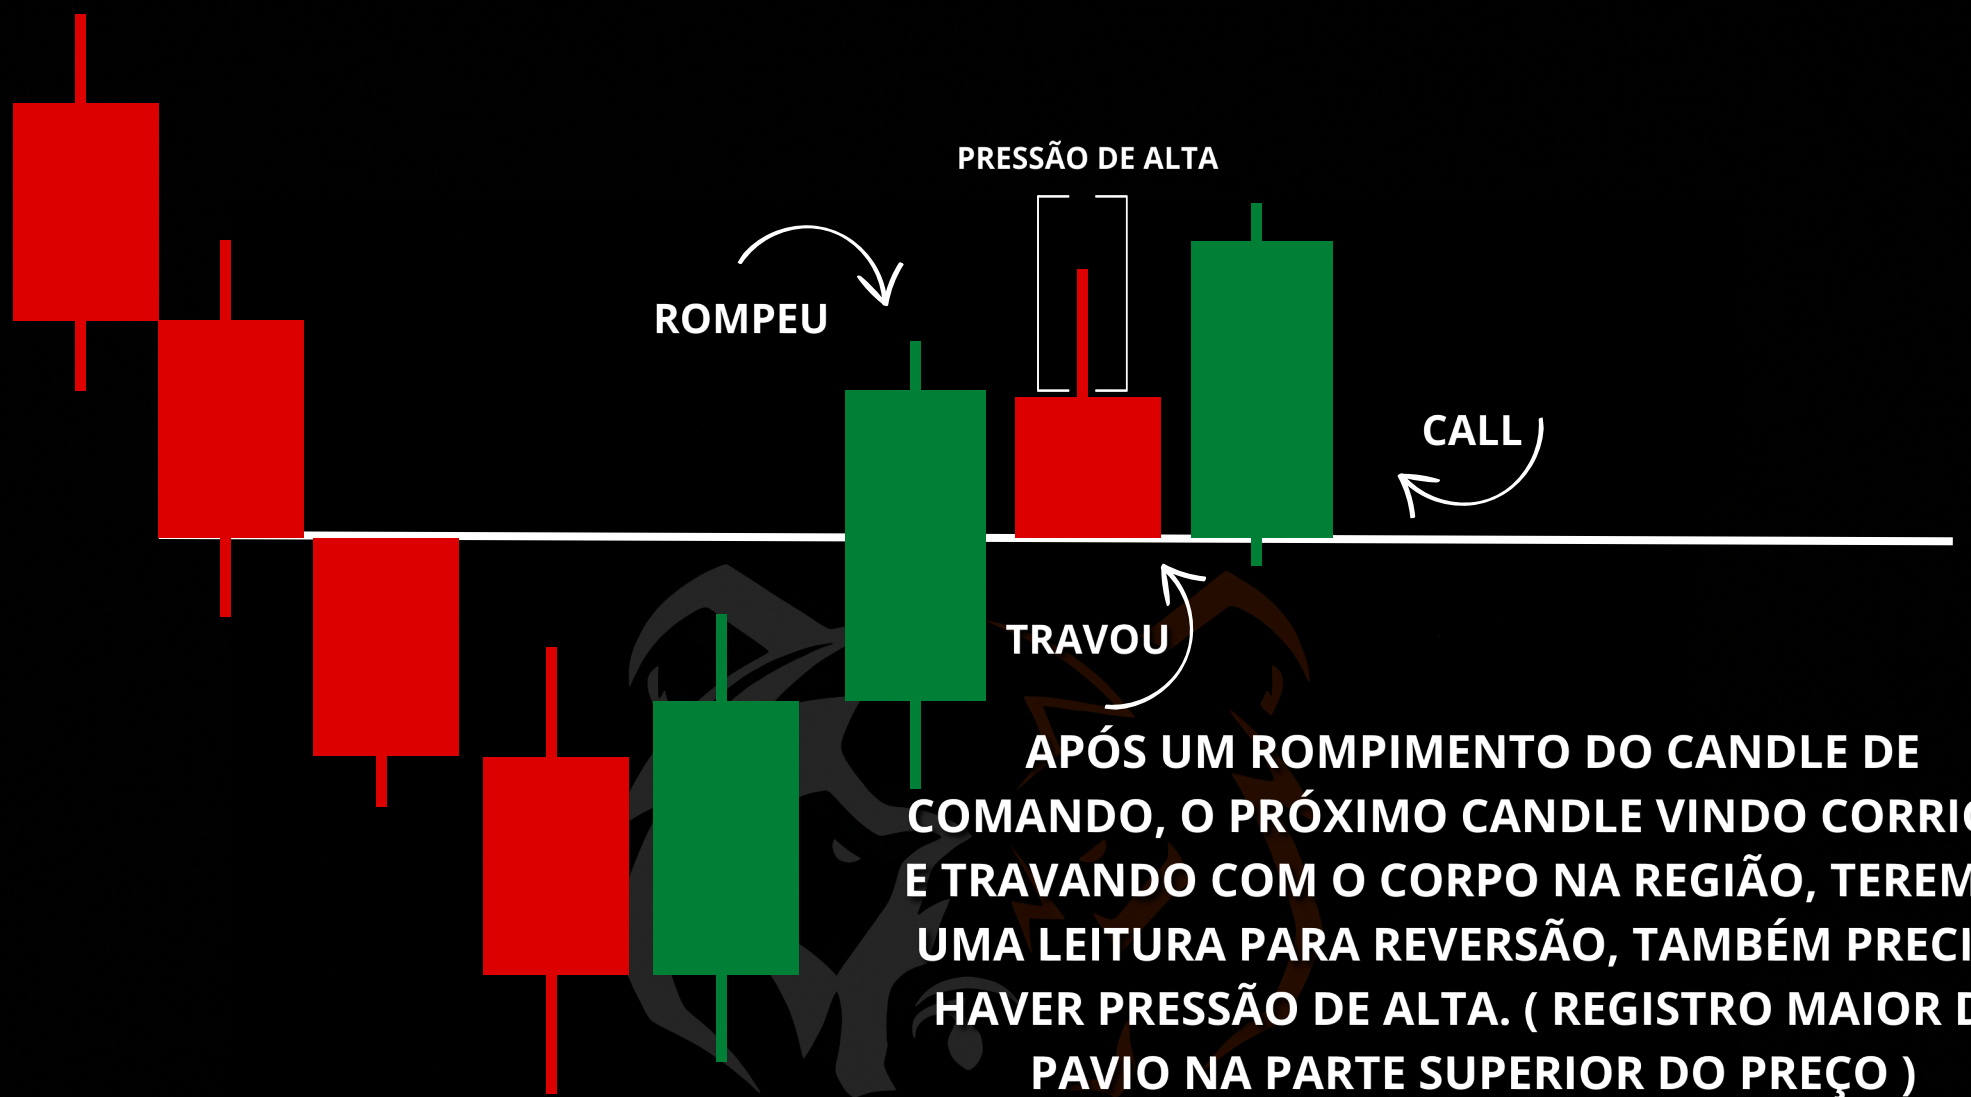 PRESSÃO DE ALTA
ROMPEU
CALL
TRAVOU
APÓS UM ROMPIMENTO DO CANDLE DE
COMANDO, O PRÓXIMO CANDLE VINDO
E TRAVANDO COM O CORPO NA REGIÃO,
UMA LEITURA PARA REVERSÃO, TAMBÉM
HAVER PRESSÃO DE ALTA. ( REGISTRO MAIOR
PAVIO NA PARTE SUPERIOR DO PREÇO )